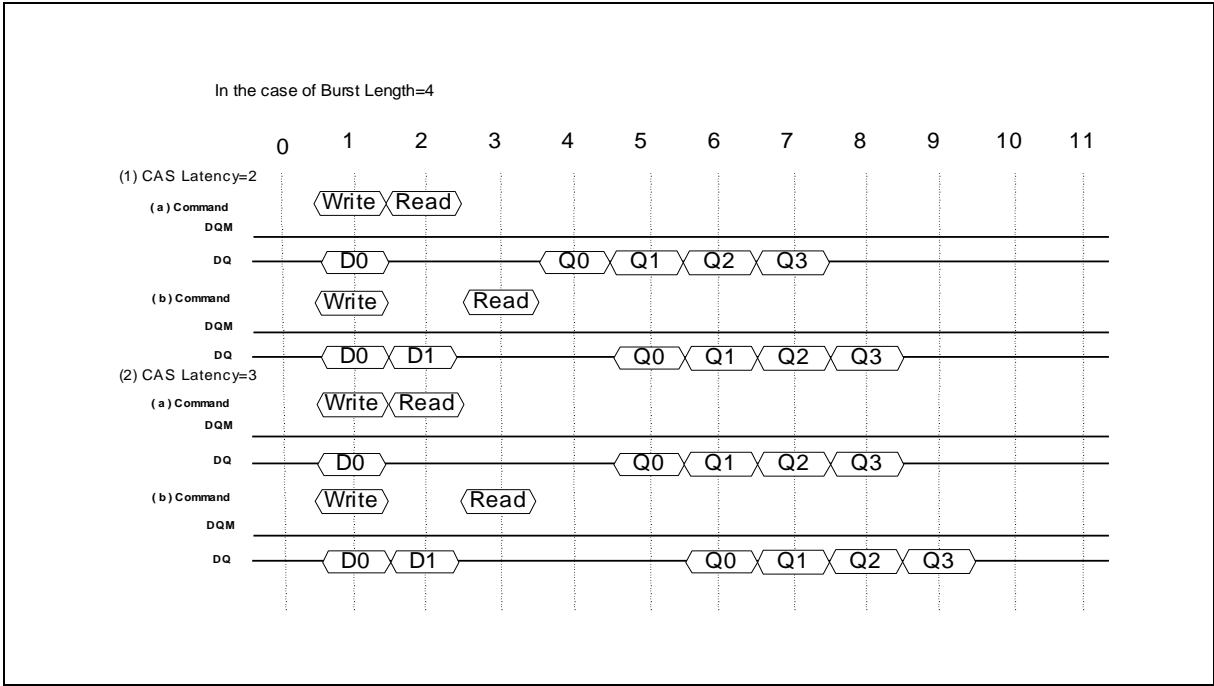 In the case of Burst Length=4
0 1 2 3 4 5 6 7 8 9 10 11
(1) CAS Latency=2
(a) Command Write Read
DQM
DQ D0 Q0 Q1 Q2 Q3
(b) Command Write Read
DQM
DQ D0 D1 Q0 Q1 Q2 Q3
(2) CAS Latency=3
(a) Command Write Read
DQM
DQ D0 Q0 Q1 Q2 Q3
(b) Command Write Read
DQM
DQ D0 D1 Q0 Q1 Q2 Q3